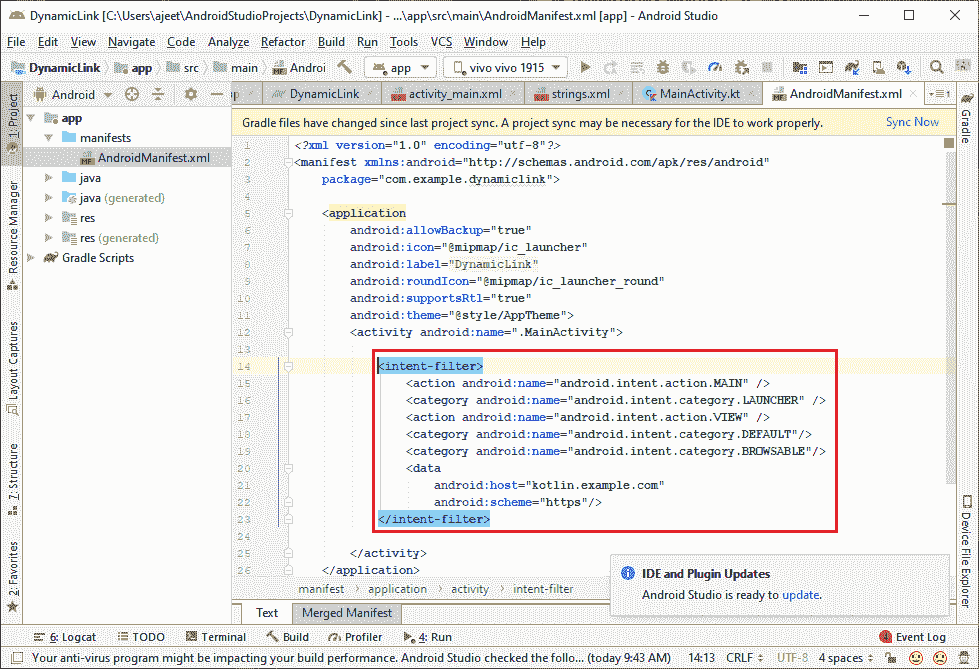 DynamicLink [C:\Users\ajeet\AndroidStudioProjects\DynamicLink] - ...\app\src\main\AndroidManifest.xml [app] - Android Studio
File Edit View Navigate Code Analyze Refactor Build Run Tools VCS Window Help
DynamicLink app src main Androi app vivo vivo 1915
Android DynamicLink activity_main.xml strings.xml MainActivity.kt AndroidManifest.xml
1: Project
Resource Manager
Layout Captures
7: Structure
2: Favorites
app
manifests
AndroidManifest.xml
java
java (generated)
res
res (generated)
Gradle Scripts
Gradle files have changed since last project sync. A project sync may be necessary for the IDE to work properly. Sync Now
1 <?xml version="1.0" encoding="utf-8"?>
2 <manifest xmlns:android="http://schemas.android.com/apk/res/android"
3 package="com.example.dynamiclink">
4
5 <application
6 android:allowBackup="true"
7 android:icon="@mipmap/ic_launcher"
8 android:label="DynamicLink"
9 android:roundIcon="@mipmap/ic_launcher_round"
10 android:supportsRtl="true"
11 android:theme="@style/AppTheme">
12 <activity android:name=".MainActivity">
13
14 <intent-filter>
15 <action android:name="android.intent.action.MAIN" />
16 <category android:name="android.intent.category.LAUNCHER" />
17 <action android:name="android.intent.action.VIEW" />
18 <category android:name="android.intent.category.DEFAULT"/>
19 <category android:name="android.intent.category.BROWSABLE"/>
20 <data
21 android:host="kotlin.example.com"
22 android:scheme="https"/>
23 </intent-filter>
24
25 </activity>
26 </application>
manifest application activity intent-filter
Text Merged Manifest
Gradle
Device File Explorer
IDE and Plugin Updates
Android Studio is ready to update.
6: Logcat TODO Terminal Build Profiler 4: Run Event Log
Your anti-virus program might be impacting your build performance. Android Studio checked the follo... (today 9:43 AM) 14:13 CRLF UTF-8 4 spaces